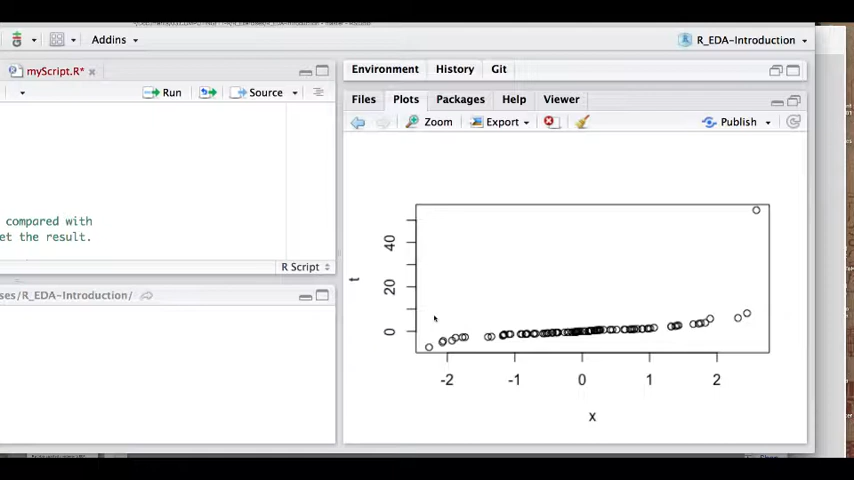 Addins
R_EDA-Introduction
myScript.R*
Run
Source
compared with
et the result.
R Script
ses/R_EDA-Introduction/
Environment
History
Git
Files
Plots
Packages
Help
Viewer
Zoom
Export
Publish
t
0
20
40
-2
-1
0
1
2
x